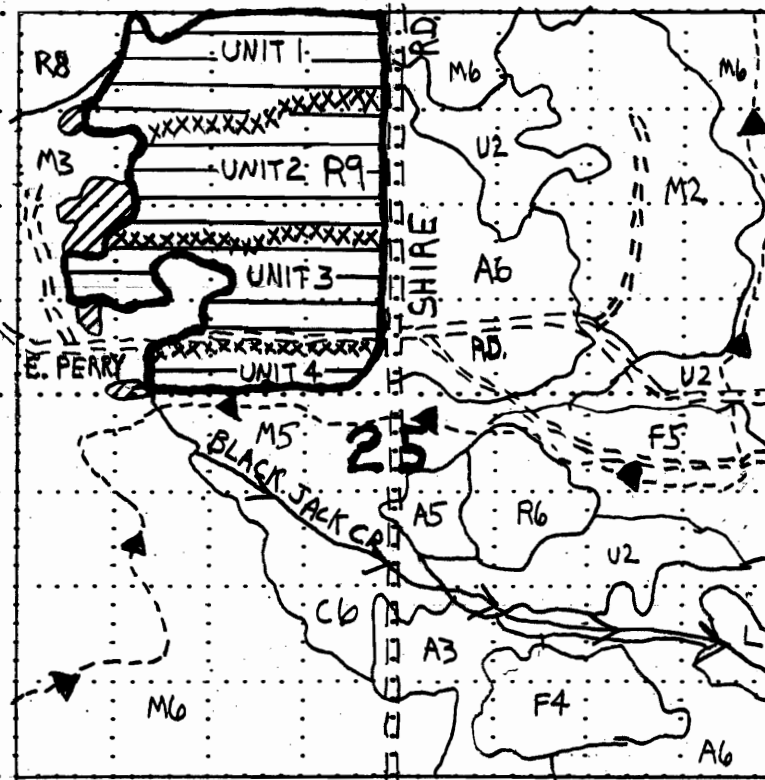 R8
UNIT 1
RD.
M6
M6
U2
M3
UNIT 2 R9
M2
SHIRE
A6
UNIT 3
E. PERRY
RD.
UNIT 4
U2
M5
25
F5
BLACK JACK CR.
A5
R6
U2
C6
A3
L
M6
F4
A6